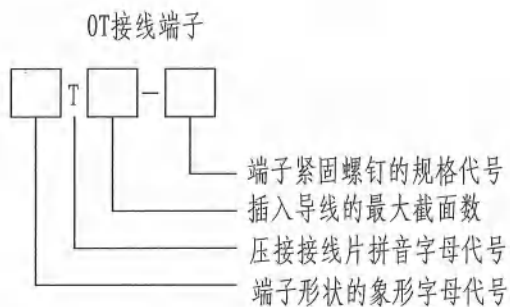 OT接线端子
T —
端子紧固螺钉的规格代号
插入导线的最大截面数
压接接线片拼音字母代号
端子形状的象形字母代号